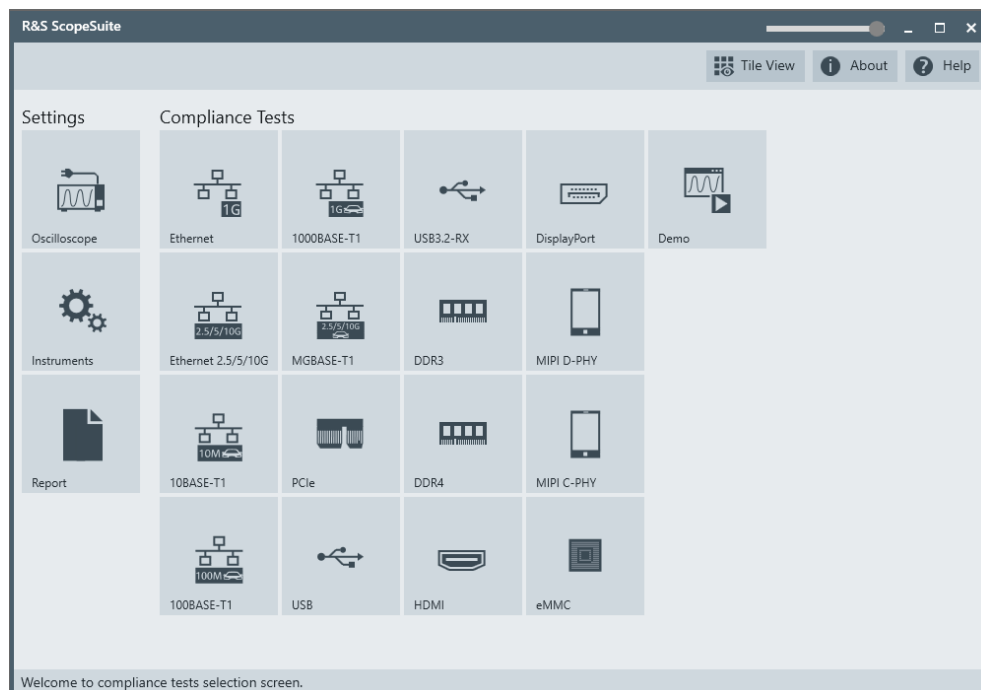 R&S ScopeSuite
Tile View About Help
Settings Compliance Tests
1G 1G
Oscilloscope Ethernet 1000BASE-T1 USB3.2-RX DisplayPort Demo
2.5/5/10G 2.5/5/10G
Instruments Ethernet 2.5/5/10G MGBASE-T1 DDR3 MIPI D-PHY
10M
Report 10BASE-T1 PCIe DDR4 MIPI C-PHY
100M
100BASE-T1 USB HDMI eMMC
Welcome to compliance tests selection screen.